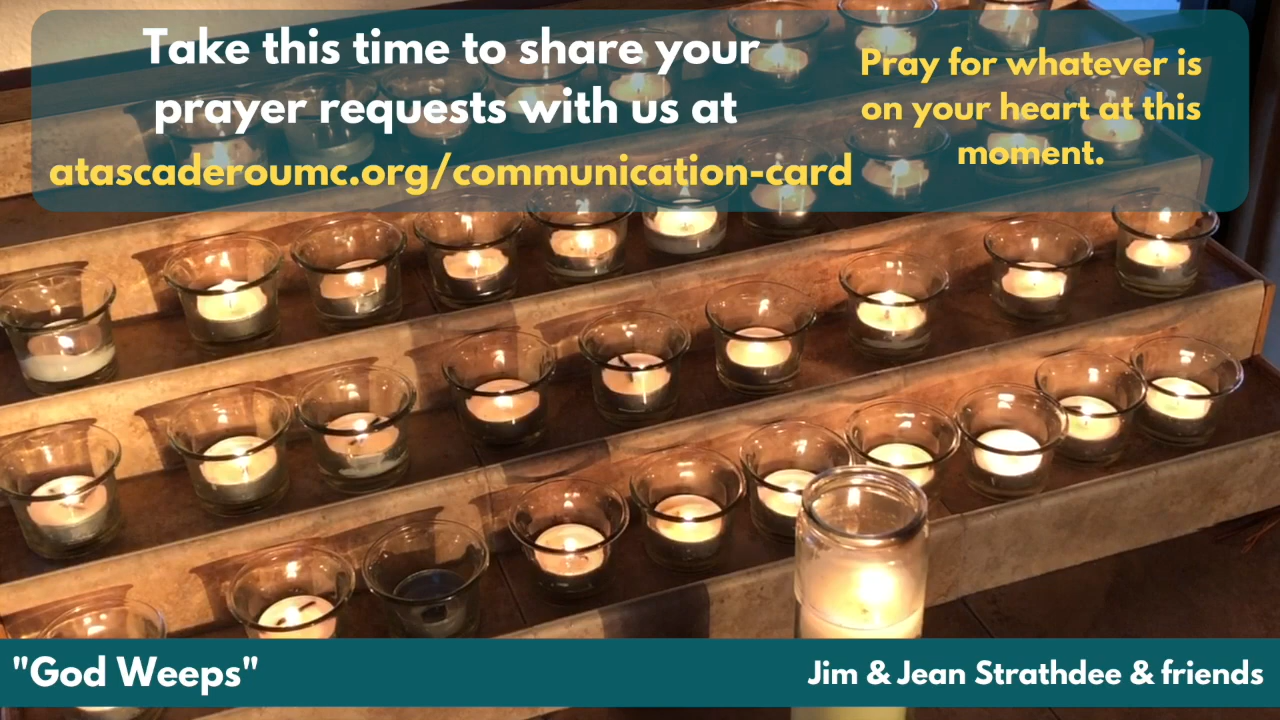 Take this time to share your
prayer requests with us at
atascaderoumc.org/communication-card
Pray for whatever is
on your heart at this
moment.
"God Weeps"
Jim & Jean Strathdee & friends